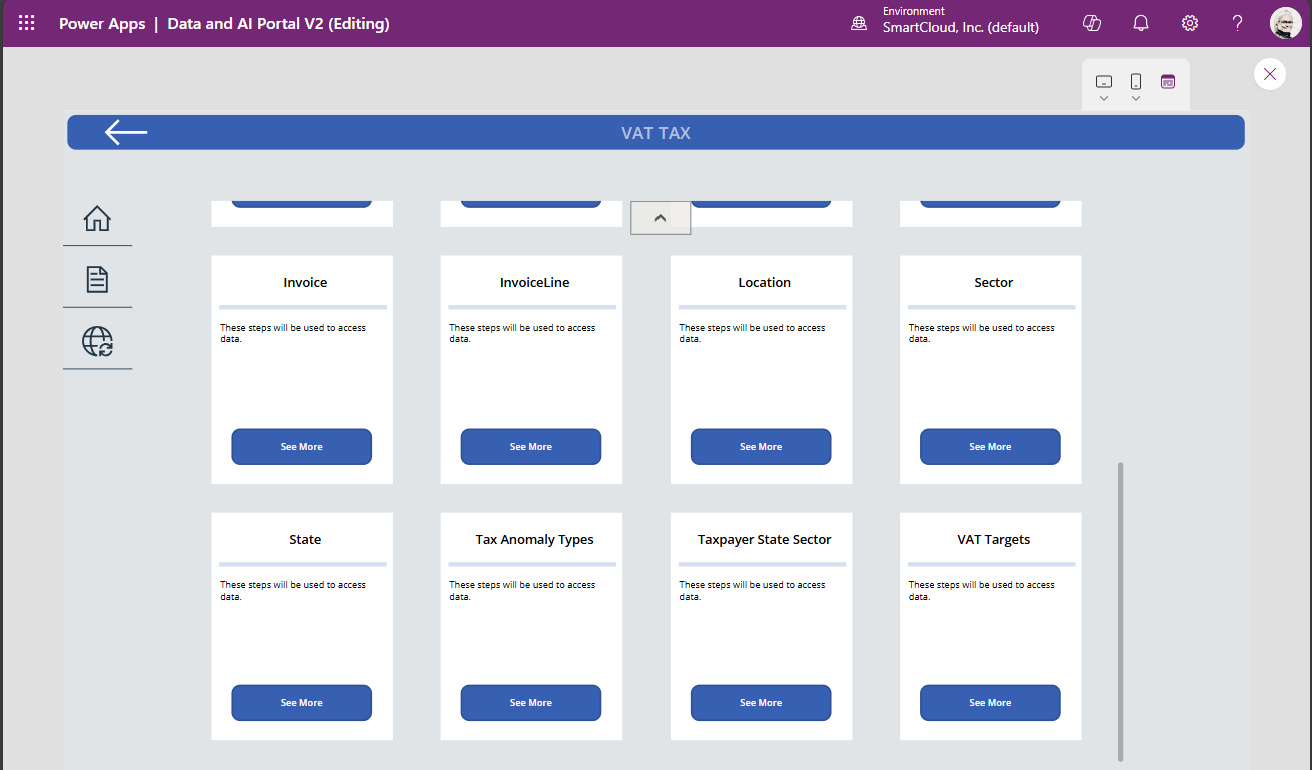 Power Apps | Data and AI Portal V2 (Editing)
Environment
SmartCloud, Inc. (default)
VAT TAX
Invoice
These steps will be used to access
data.
See More
InvoiceLine
These steps will be used to access
data.
See More
Location
These steps will be used to access
data.
See More
Sector
These steps will be used to access
data.
See More
State
These steps will be used to access
data.
See More
Tax Anomaly Types
These steps will be used to access
data.
See More
Taxpayer State Sector
These steps will be used to access
data.
See More
VAT Targets
These steps will be used to access
data.
See More